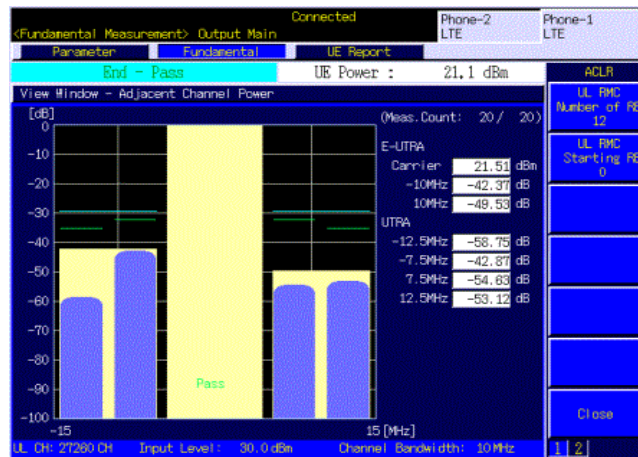 Connected
<Fundamental Measurement> Output Main
Phone-2
LTE
Phone-1
LTE
Parameter
Fundamental
UE Report
End - Pass
UE Power :
21.1 dBm
ACLR
View Window - Adjacent Channel Power
UL RMC
Number of RB
12
UL RMC
Starting RB
0
[dB]
(Meas.Count: 20/ 20)
0
-10
-20
-30
-40
-50
-60
-70
-80
-90
-100
E-UTRA
Carrier 21.51 dBm
-10MHz -42.37 dB
10MHz -49.53 dB
UTRA
-12.5MHz -58.75 dB
-7.5MHz -42.87 dB
7.5MHz -54.63 dB
12.5MHz -53.12 dB
Pass
-15
15 [MHz]
Close
UL CH: 27260 CH Input Level: 30.0 dBm Channel Bandwidth: 10 MHz
1 2